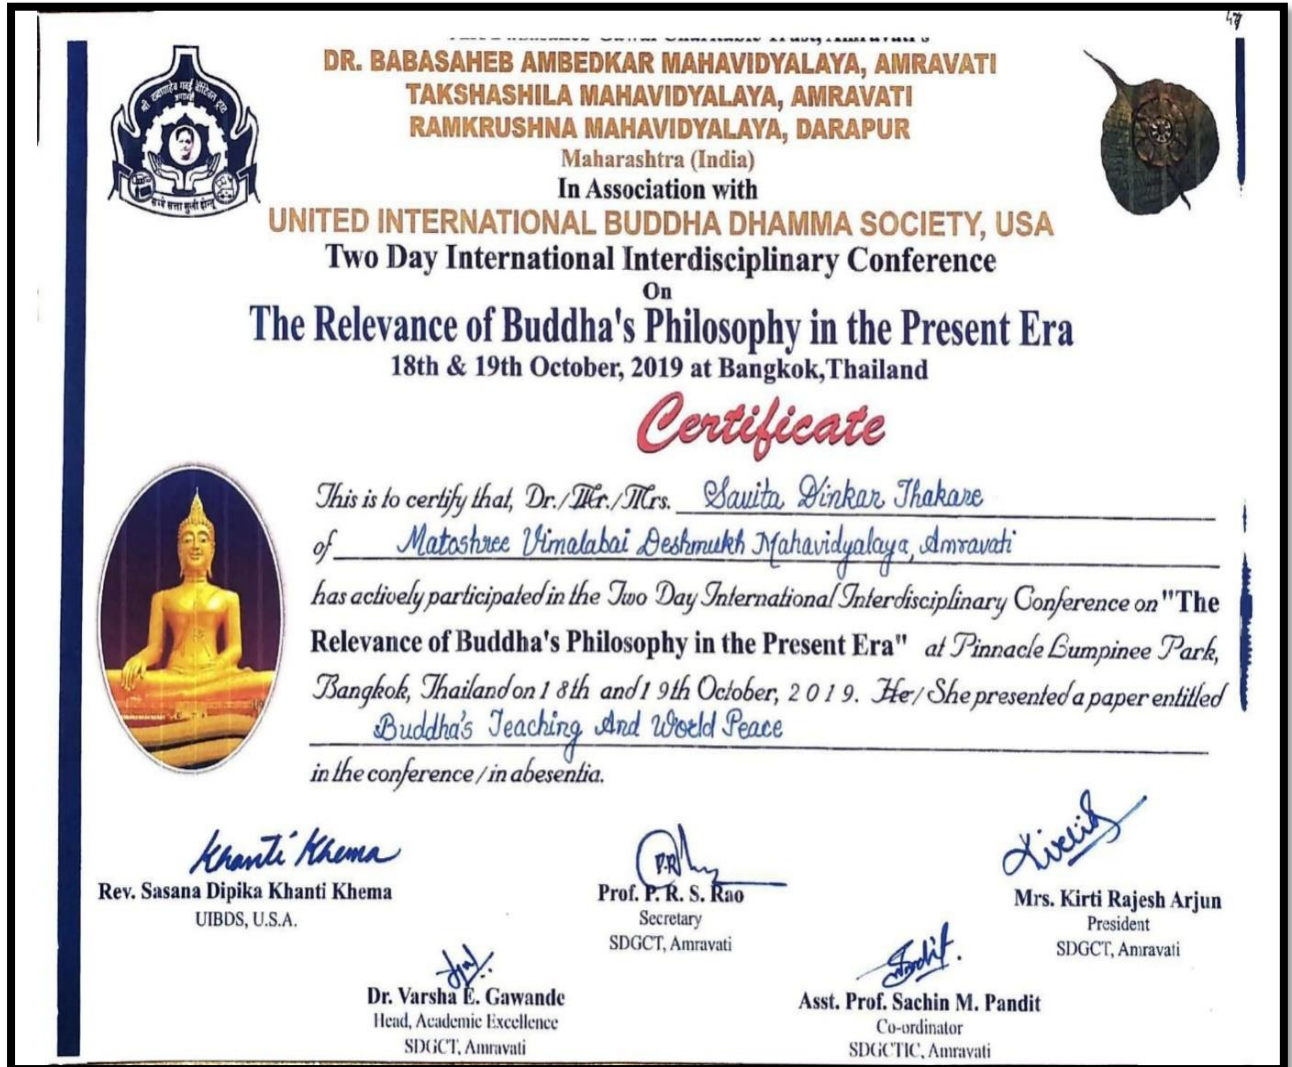 47
DR. BABASAHEB AMBEDKAR MAHAVIDYALAYA, AMRAVATI
TAKSHASHILA MAHAVIDYALAYA, AMRAVATI
RAMKRUSHNA MAHAVIDYALAYA, DARAPUR
Maharashtra (India)
In Association with
UNITED INTERNATIONAL BUDDHA DHAMMA SOCIETY, USA
Two Day International Interdisciplinary Conference
On
The Relevance of Buddha's Philosophy in the Present Era
18th & 19th October, 2019 at Bangkok,Thailand
Certificate
This is to certify that, Dr./Mr./Mrs. Savita Dinkar Thakare
of Matoshree Vimalabai Deshmukh Mahavidyalaya, Amravati
has actively participated in the Two Day International Interdisciplinary Conference on "The
Relevance of Buddha's Philosophy in the Present Era" at Pinnacle Lumpinee Park,
Bangkok, Thailand on 18th and 19th October, 2019. He/She presented a paper entitled
Buddha's Teaching And World Peace
in the conference/in abesentia.
Khanti Khema
Rev. Sasana Dipika Khanti Khema
UIBDS, U.S.A.
Prof. P. R. S. Rao
Secretary
SDGCT, Amravati
Mrs. Kirti Rajesh Arjun
President
SDGCT, Amravati
Dr. Varsha E. Gawande
Head, Academic Excellence
SDGCT, Amravati
Asst. Prof. Sachin M. Pandit
Co-ordinator
SDGCTIC, Amravati